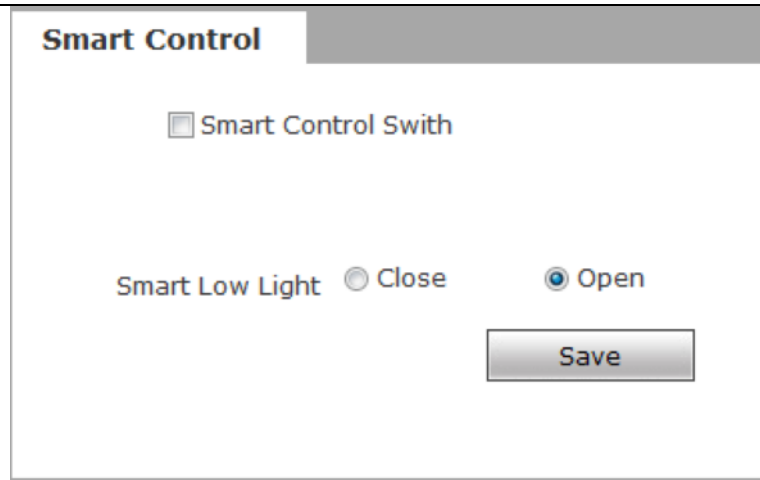 Smart Control
Smart Control Swith
Smart Low Light Close Open
Save